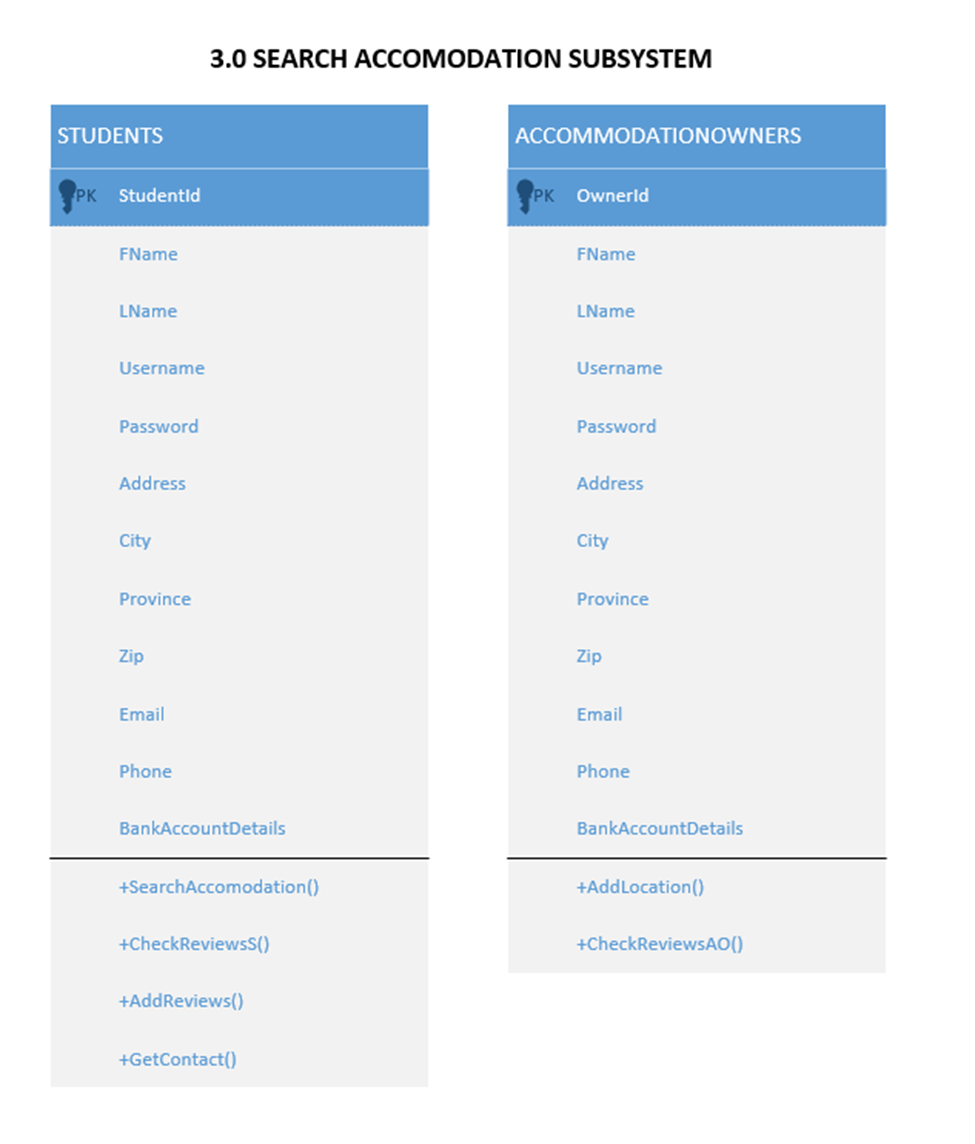 3.0 SEARCH ACCOMODATION SUBSYSTEM
STUDENTS
PK StudentId
FName
LName
Username
Password
Address
City
Province
Zip
Email
Phone
BankAccountDetails
+SearchAccomodation()
+CheckReviewsS()
+AddReviews()
+GetContact()
ACCOMMODATIONOWNERS
PK OwnerId
FName
LName
Username
Password
Address
City
Province
Zip
Email
Phone
BankAccountDetails
+AddLocation()
+CheckReviewsAO()